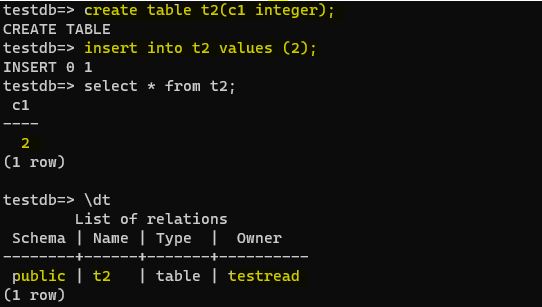 testdb=> create table t2(c1 integer);
CREATE TABLE
testdb=> insert into t2 values (2);
INSERT 0 1
testdb=> select * from t2;
 c1
----
  2
(1 row)

testdb=> \dt
        List of relations
 Schema | Name | Type  |  Owner
--------+------+-------+----------
 public | t2   | table | testread
(1 row)